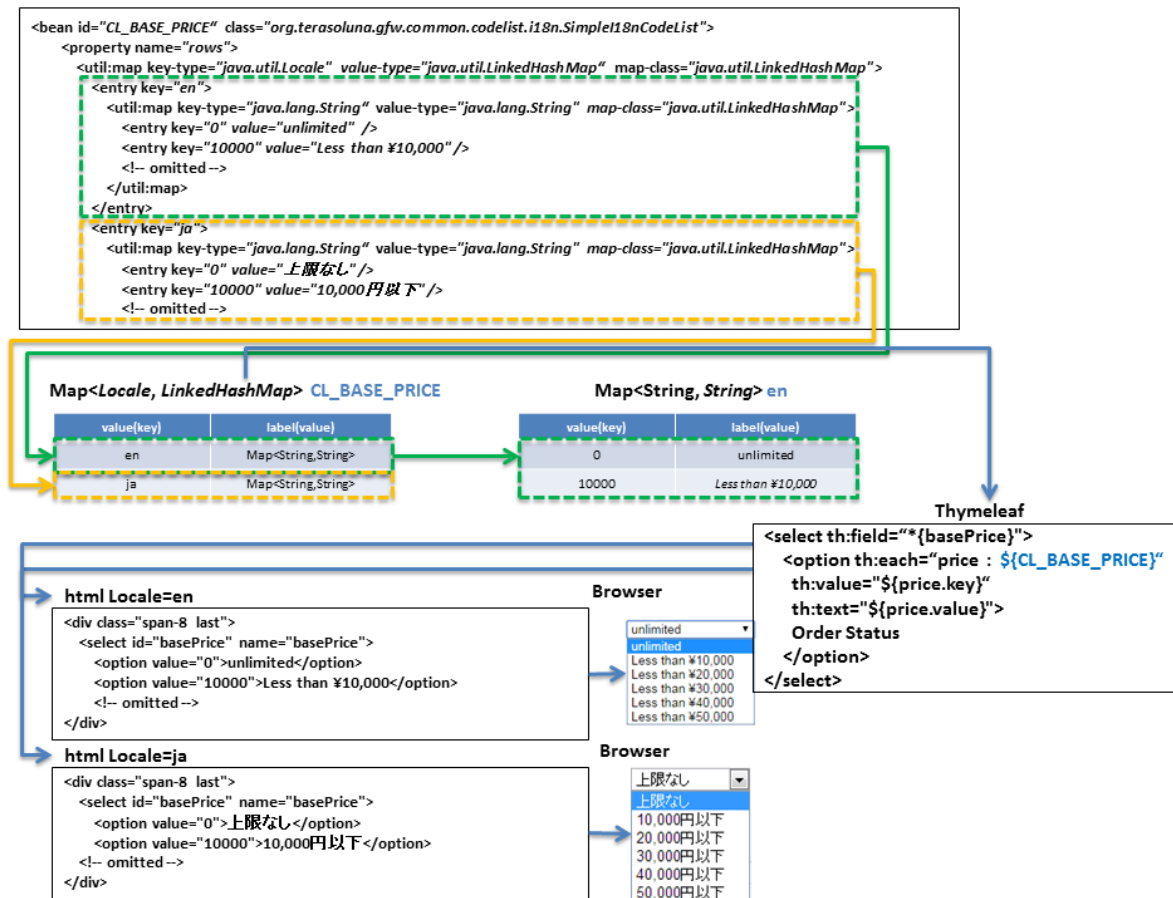 <bean id="CL_BASE_PRICE“ class="org.terasoluna.gfw.common.codelist.i18n.SimpleI18nCodeList">
<property name="rows">
<util:map key-type="java.util.Locale" value-type="java.util.LinkedHashMap“ map-class="java.util.LinkedHashMap">
<entry key="en">
<util:map key-type="java.lang.String“ value-type="java.lang.String" map-class="java.util.LinkedHashMap">
<entry key="0" value="unlimited" />
<entry key="10000" value="Less than ¥10,000" />
<!-- omitted -->
</util:map>
</entry>
<entry key="ja">
<util:map key-type="java.lang.String“ value-type="java.lang.String" map-class="java.util.LinkedHashMap">
<entry key="0" value="上限なし"/>
<entry key="10000" value="10,000円以下"/>
<!-- omitted -->
Map<Locale, LinkedHashMap> CL_BASE_PRICE
value(key) label(value)
en Map<String,String>
ja Map<String,String>
Map<String, String> en
value(key) label(value)
0 unlimited
10000 Less than ¥10,000
Thymeleaf
<select th:field="*{basePrice}">
<option th:each="price : ${CL_BASE_PRICE}“
th:value="${price.key}“
th:text="${price.value}">
Order Status
</option>
</select>
html Locale=en
<div class="span-8 last">
<select id="basePrice" name="basePrice">
<option value="0">unlimited</option>
<option value="10000">Less than ¥10,000</option>
<!-- omitted -->
</div>
Browser
unlimited
unlimited
Less than ¥10,000
Less than ¥20,000
Less than ¥30,000
Less than ¥40,000
Less than ¥50,000
html Locale=ja
<div class="span-8 last">
<select id="basePrice" name="basePrice">
<option value="0">上限なし</option>
<option value="10000">10,000円以下</option>
<!-- omitted -->
</div>
Browser
上限なし
上限なし
10,000円以下
20,000円以下
30,000円以下
40,000円以下
50,000円以下